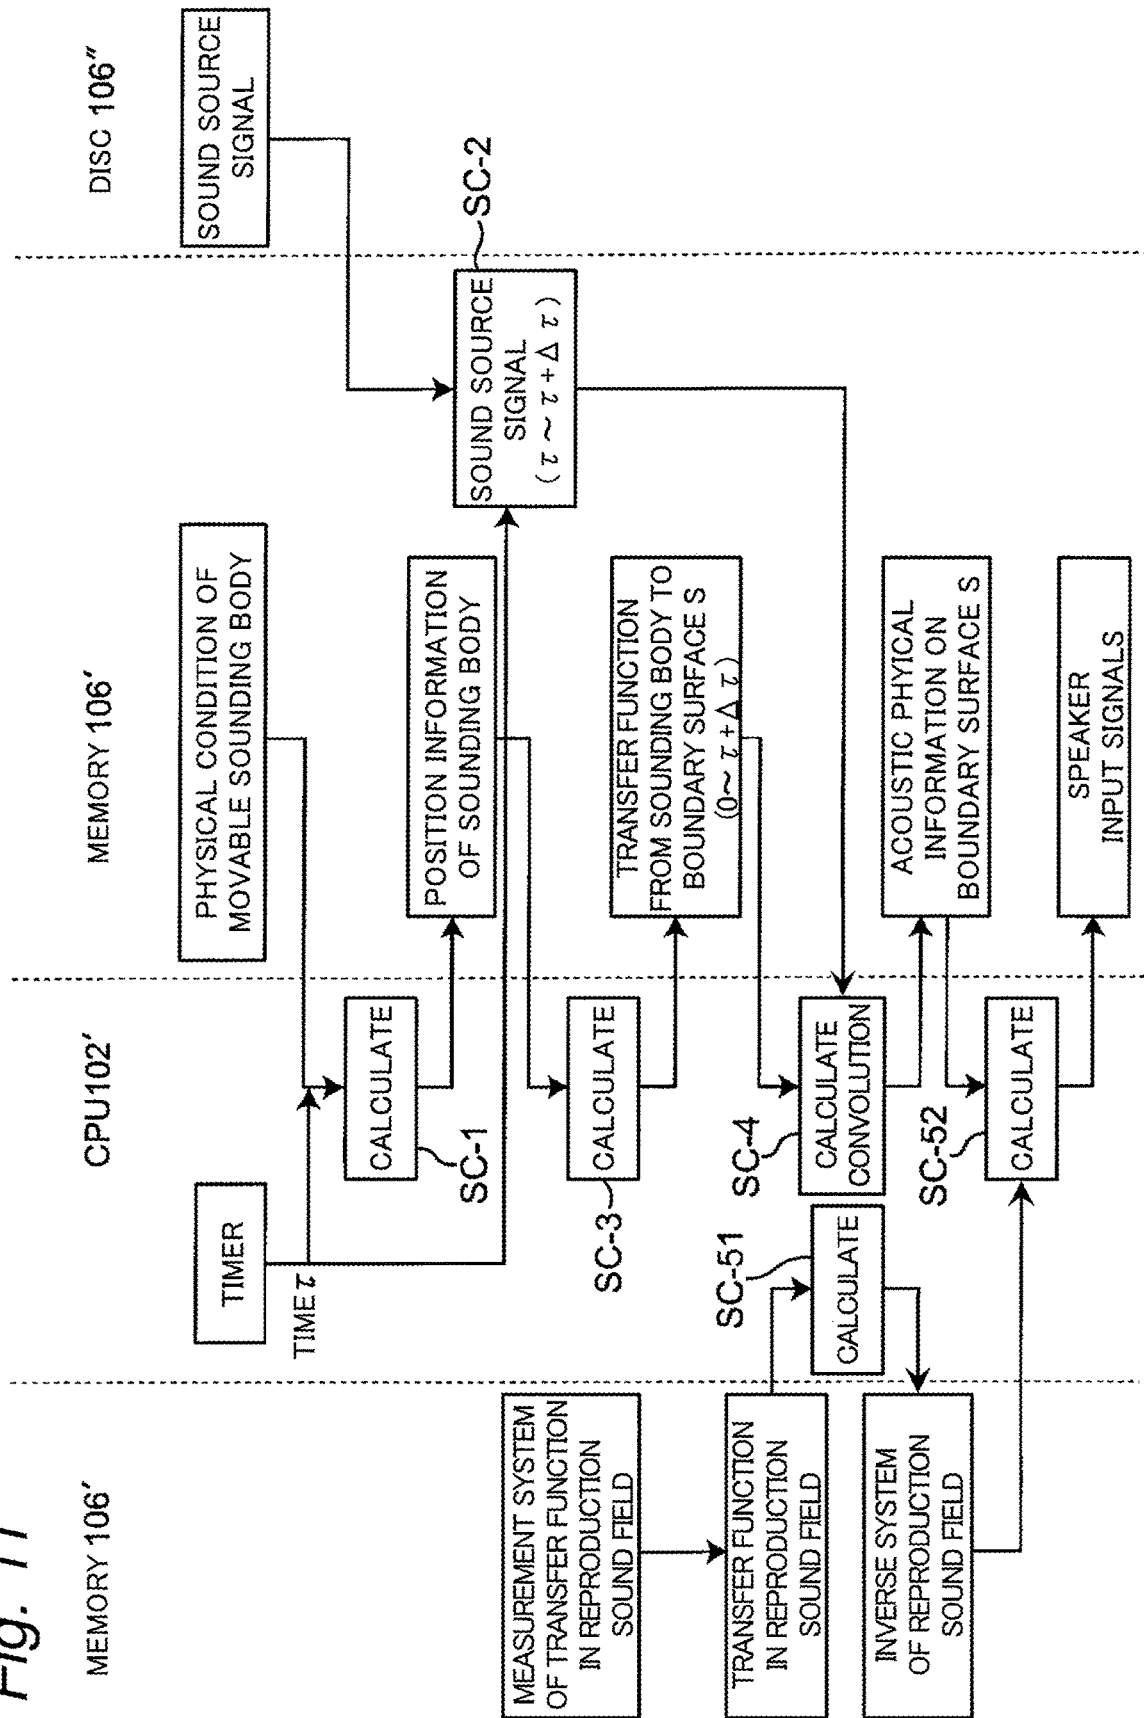 Fig. 11
MEMORY 106′
CPU102′
MEMORY 106′
DISC 106″
TIMER
TIME τ
PHYSICAL CONDITION OF
MOVABLE SOUNDING BODY
SOUND SOURCE
SIGNAL
CALCULATE
SC-1
POSITION INFORMATION
OF SOUNDING BODY
SOUND SOURCE
SIGNAL
(τ ~ τ + Δ τ)
SC-2
MEASUREMENT SYSTEM
OF TRANSFER FUNCTION
IN REPRODUCTION
SOUND FIELD
CALCULATE
SC-3
TRANSFER FUNCTION
FROM SOUNDING BODY TO
BOUNDARY SURFACE S
(0~ τ + Δ τ)
TRANSFER FUNCTION
IN REPRODUCTION
SOUND FIELD
SC-51
CALCULATE
SC-4
CALCULATE
CONVOLUTION
ACOUSTIC PHYICAL
INFORMATION ON
BOUNDARY SURFACE S
INVERSE SYSTEM
OF REPRODUCTION
SOUND FIELD
SC-52
CALCULATE
SPEAKER
INPUT SIGNALS